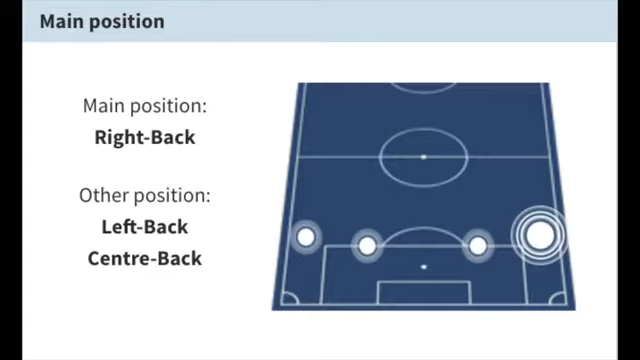 Main position
Main position:
Right-Back
Other position:
Left-Back
Centre-Back